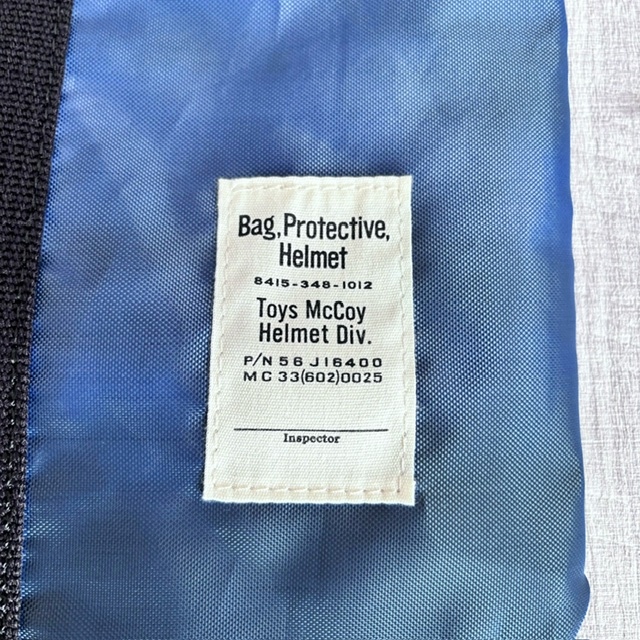 Bag, Protective,
Helmet
8415-348-1012
Toys McCoy
Helmet Div.
P/N 56 J16400
MC 33(602)0025
Inspector